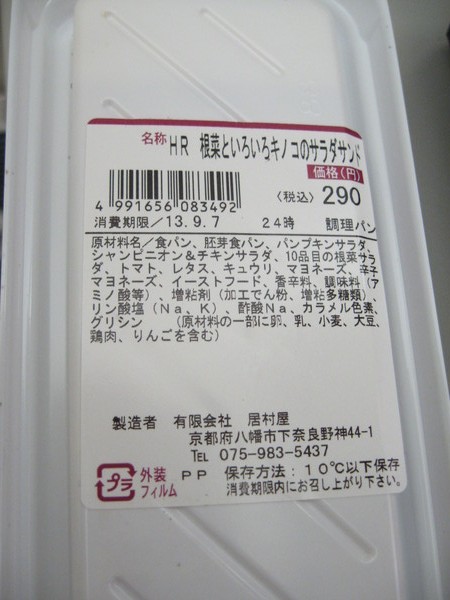 名称 HR 根菜といろいろキノコのサラダサンド
価格(円)
4 991656 083492
〈税込〉 290
消費期限/13.9.7 24時 調理パン
原材料名/食パン、胚芽食パン、パンプキンサラダ、
シャンピニオン&チキンサラダ、10品目の根菜サラ
ダ、トマト、レタス、キュウリ、マヨネーズ、辛子
マヨネーズ、イーストフード、香辛料、調味料(ア
ミノ酸等)、増粘剤(加工でん粉、増粘多糖類)、
リン酸塩(Na、K)、酢酸Na、カラメル色素、
グリシン (原材料の一部に卵、乳、小麦、大豆、
鶏肉、りんごを含む)
製造者 有限会社 居村屋
京都府八幡市下奈良野神44-1
TEL 075-983-5437
プラ 外装 PP 保存方法:10℃以下保存
フィルム 消費期限内にお召し上がり下さい。